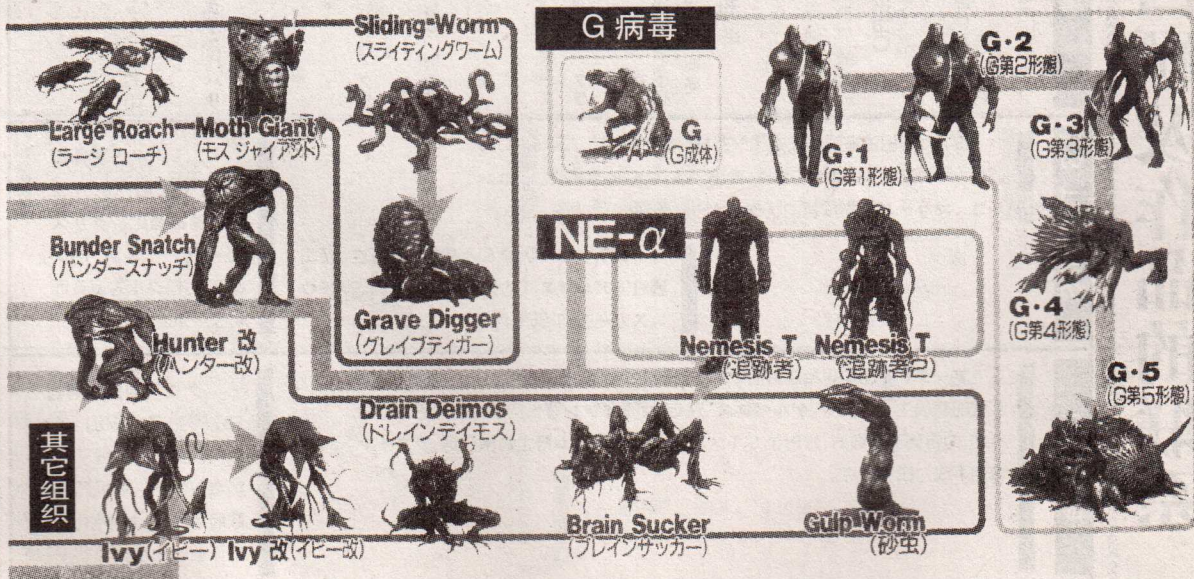 Sliding Worm
(スライディングワーム)
Large Roach
(ラージ ローチ)
Moth Giant
(モス ジャイアント)
Bunder Snatch
(バンダースナッチ)
Grave Digger
(グレイブディガー)
Hunter 改
(ハンター改)
G 病毒
G
(G成体)
G・1
(G第1形態)
G・2
(G第2形態)
G・3
(G第3形態)
G・4
(G第4形態)
G・5
(G第5形態)
NE-α
Nemesis T
(追跡者)
Nemesis T
(追跡者2)
其它组织
Ivy(イビー)
Ivy 改(イビー改)
Drain Deimos
(ドレインデイモス)
Brain Sucker
(ブレインサッカー)
Gulp Worm
(砂虫)